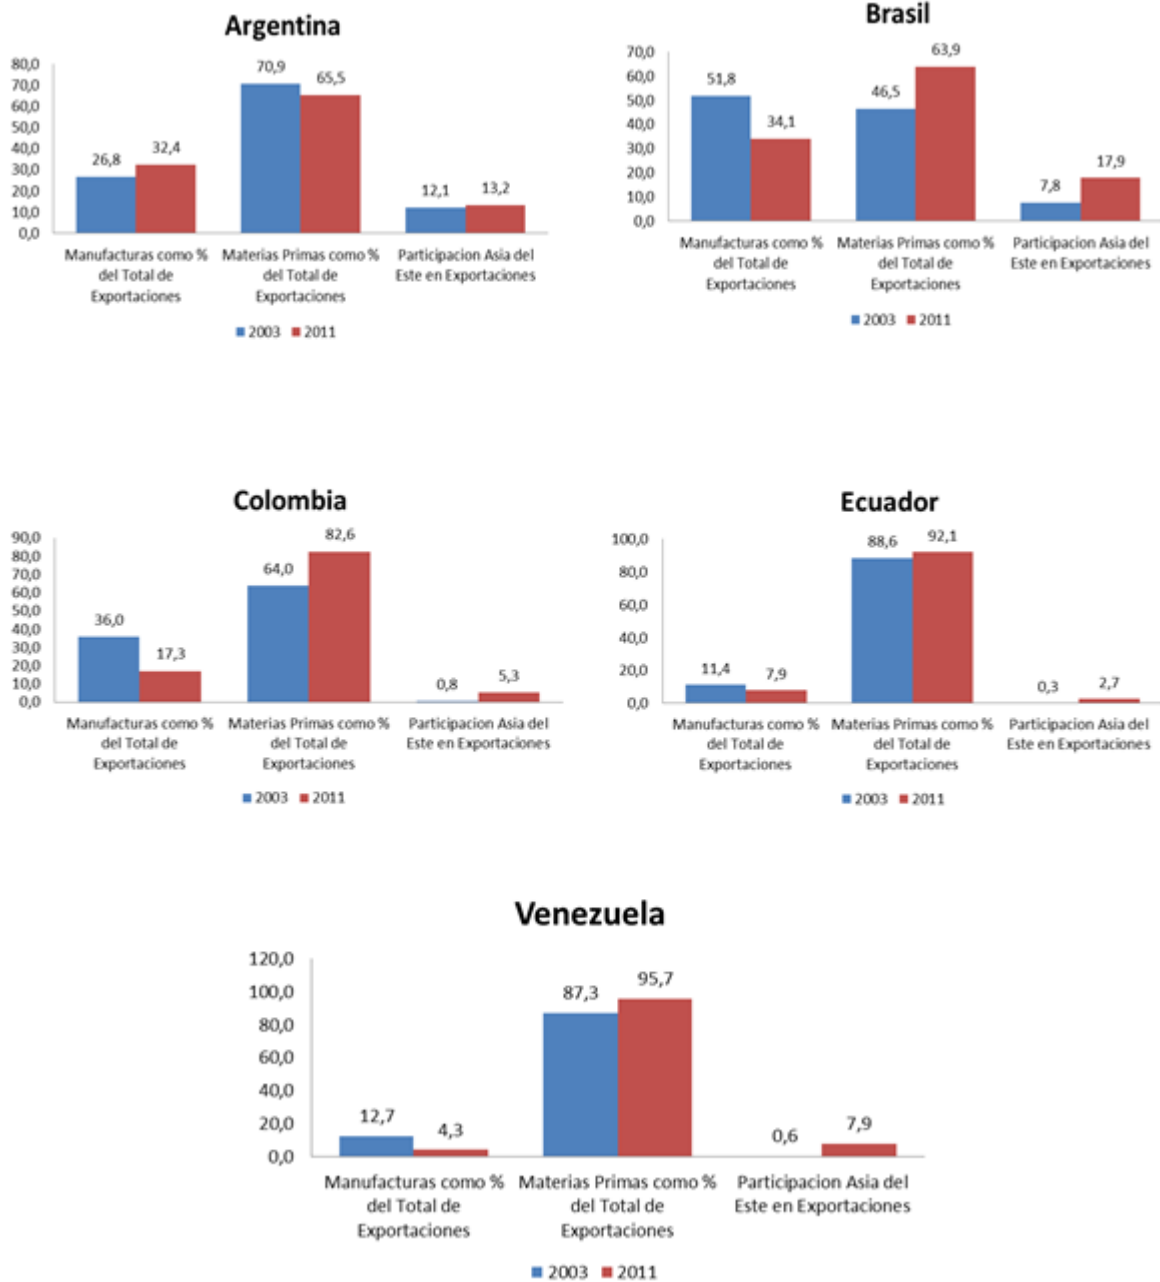 Argentina
80,0
70,0
60,0
50,0
40,0
30,0
20,0
10,0
0,0
26,8
32,4
70,9
65,5
12,1
13,2
Manufacturas como %
del Total de
Exportaciones
Materias Primas como %
del Total de
Exportaciones
Participacion Asia del
Este en Exportaciones
2003 2011
Brasil
70,0
60,0
50,0
40,0
30,0
20,0
10,0
0,0
51,8
34,1
46,5
63,9
7,8
17,9
Manufacturas como %
del Total de
Exportaciones
Materias Primas como %
del Total de
Exportaciones
Participacion Asia del
Este en Exportaciones
2003 2011
Colombia
90,0
80,0
70,0
60,0
50,0
40,0
30,0
20,0
10,0
0,0
36,0
17,3
64,0
82,6
0,8
5,3
Manufacturas como %
del Total de
Exportaciones
Materias Primas como %
del Total de
Exportaciones
Participacion Asia del
Este en Exportaciones
2003 2011
Ecuador
100,0
80,0
60,0
40,0
20,0
0,0
11,4
7,9
88,6
92,1
0,3
2,7
Manufacturas como %
del Total de
Exportaciones
Materias Primas como %
del Total de
Exportaciones
Participacion Asia del
Este en Exportaciones
2003 2011
Venezuela
120,0
100,0
80,0
60,0
40,0
20,0
0,0
12,7
4,3
87,3
95,7
0,6
7,9
Manufacturas como %
del Total de
Exportaciones
Materias Primas como %
del Total de
Exportaciones
Participacion Asia del
Este en Exportaciones
2003 2011